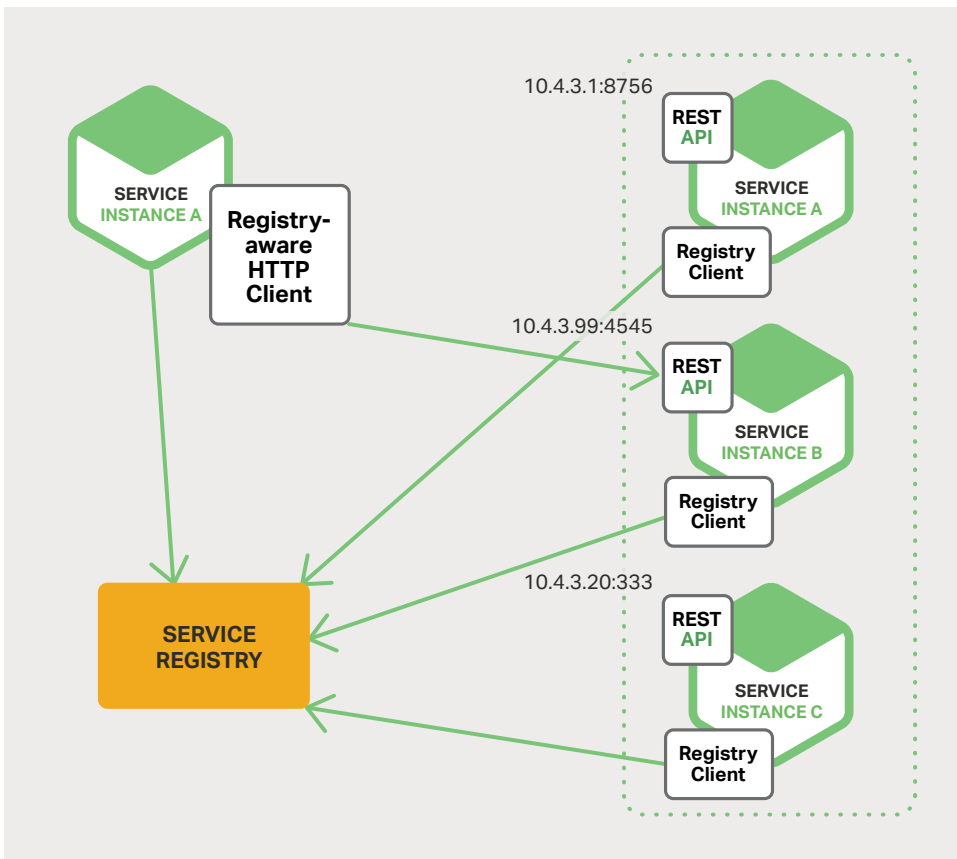 SERVICE
INSTANCE A
Registry-
aware
HTTP
Client
10.4.3.1:8756
REST
API
SERVICE
INSTANCE A
Registry
Client
10.4.3.99:4545
REST
API
SERVICE
INSTANCE B
Registry
Client
10.4.3.20:333
REST
API
SERVICE
INSTANCE C
Registry
Client
SERVICE
REGISTRY